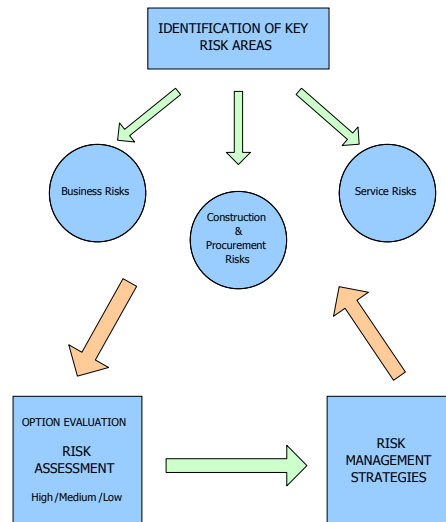 IDENTIFICATION OF KEY
RISK AREAS
Business Risks
Construction
&
Procurement
Risks
Service Risks
OPTION EVALUATION
RISK
ASSESSMENT
High /Medium /Low
RISK
MANAGEMENT
STRATEGIES